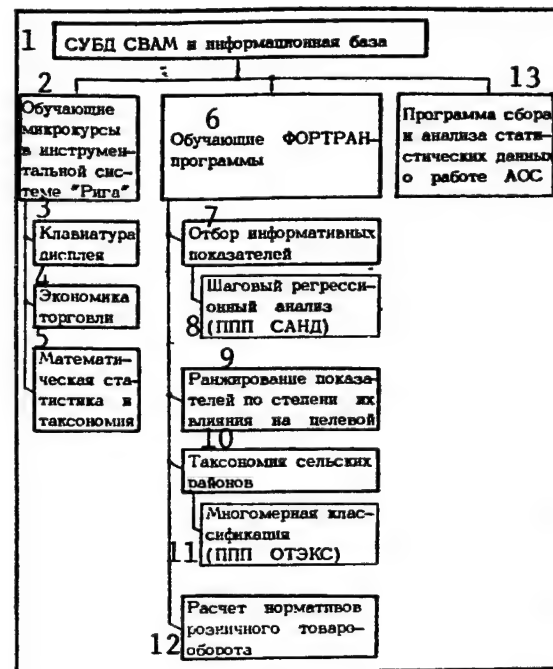 1 СУБД СВАМ и информационная база
2
Обучающие
микрокурсы
в инструмен-
тальной сис-
теме "Рига"
3
Клавиатура
дисплея
4
Экономика
торговли
5
Математи-
ческая ста-
тистика и
таксономия
6
Обучающие ФОРТРАН-
программы
7
Отбор информативных
показателей
Шаговый регресси-
онный анализ
8 (ППП САНД)
9
Ранжирование показа-
телей по степени их
влияния на целевой
10
Таксономия сельских
районов
Многомерная клас-
сификация
11 (ППП ОТЭКС)
Расчет нормативов
розничного товаро-
12 оборота
13
Программа сбора
и анализа стати-
стических данных
о работе АОС